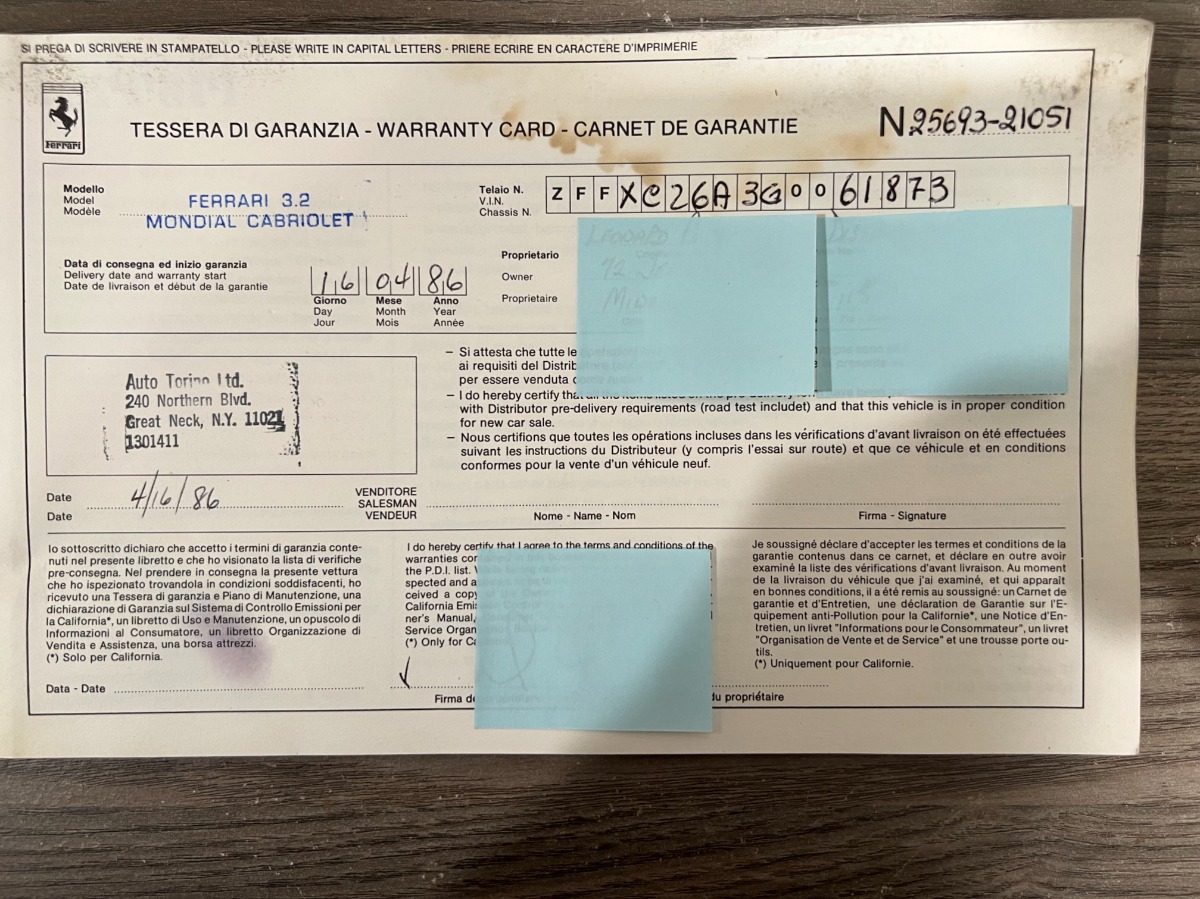 SI PREGA DI SCRIVERE IN STAMPATELLO - PLEASE WRITE IN CAPITAL LETTERS - PRIERE ECRIRE EN CARACTERE D'IMPRIMERIE
Ferrari
TESSERA DI GARANZIA - WARRANTY CARD - CARNET DE GARANTIE
N 25693-21051
Modello
Model
Modèle
FERRARI 3.2
MONDIAL CABRIOLET
Telaio N.
V.I.N.
Chassis N.
Z F F X C 2 6 A 3 G 0 0 6 1 8 7 3
Data di consegna ed inizio garanzia
Delivery date and warranty start
Date de livraison et début de la garantie
16 04 86
Giorno Mese Anno
Day Month Year
Jour Mois Année
Proprietario
Owner
Proprietaire
Auto Torino Ltd.
240 Northern Blvd.
Great Neck, N.Y. 11021
1301411
- Si attesta che tutte le
ai requisiti del Distrib
per essere venduta
- I do hereby certify that
with Distributor pre-delivery requirements (road test includet) and that this vehicle is in proper condition
for new car sale.
- Nous certifions que toutes les opérations incluses dans les vérifications d'avant livraison on été effectuées
suivant les instructions du Distributeur (y compris l'essai sur route) et que ce véhicule et en conditions
conformes pour la vente d'un véhicule neuf.
Date 4/16/86
Date
VENDITORE
SALESMAN
VENDEUR
Nome - Name - Nom
Firma - Signature
Io sottoscritto dichiaro che accetto i termini di garanzia conte-
nuti nel presente libretto e che ho visionato la lista di verifiche
pre-consegna. Nel prendere in consegna la presente vettura
che ho ispezionato trovandola in condizioni soddisfacenti, ho
ricevuto una Tessera di garanzia e Piano di Manutenzione, una
dichiarazione di Garanzia sul Sistema di Controllo Emissioni per
la California*, un libretto di Uso e Manutenzione, un opuscolo di
Informazioni al Consumatore, un libretto Organizzazione di
Vendita e Assistenza, una borsa attrezzi.
(*) Solo per California.
Data - Date
I do hereby certify that I agree to the terms and conditions of the
warranties con
the P.D.I. list.
spected and a
ceived a copy
California Emis
ner's Manual,
Service Organ
(*) Only for Ca
Firma de
du propriétaire
Je soussigné déclare d'accepter les termes et conditions de la
garantie contenus dans ce carnet, et déclare en outre avoir
examiné la liste des vérifications d'avant livraison. Au moment
de la livraison du véhicule que j'ai examiné, et qui apparaît
en bonnes conditions, il a été remis au soussigné: un Carnet de
garantie et d'Entretien, une déclaration de Garantie sur l'E-
quipement anti-Pollution pour la Californie*, une Notice d'En-
tretien, un livret "Informations pour le Consommateur", un livret
"Organisation de Vente et de Service" et une trousse porte ou-
tils.
(*) Uniquement pour Californie.